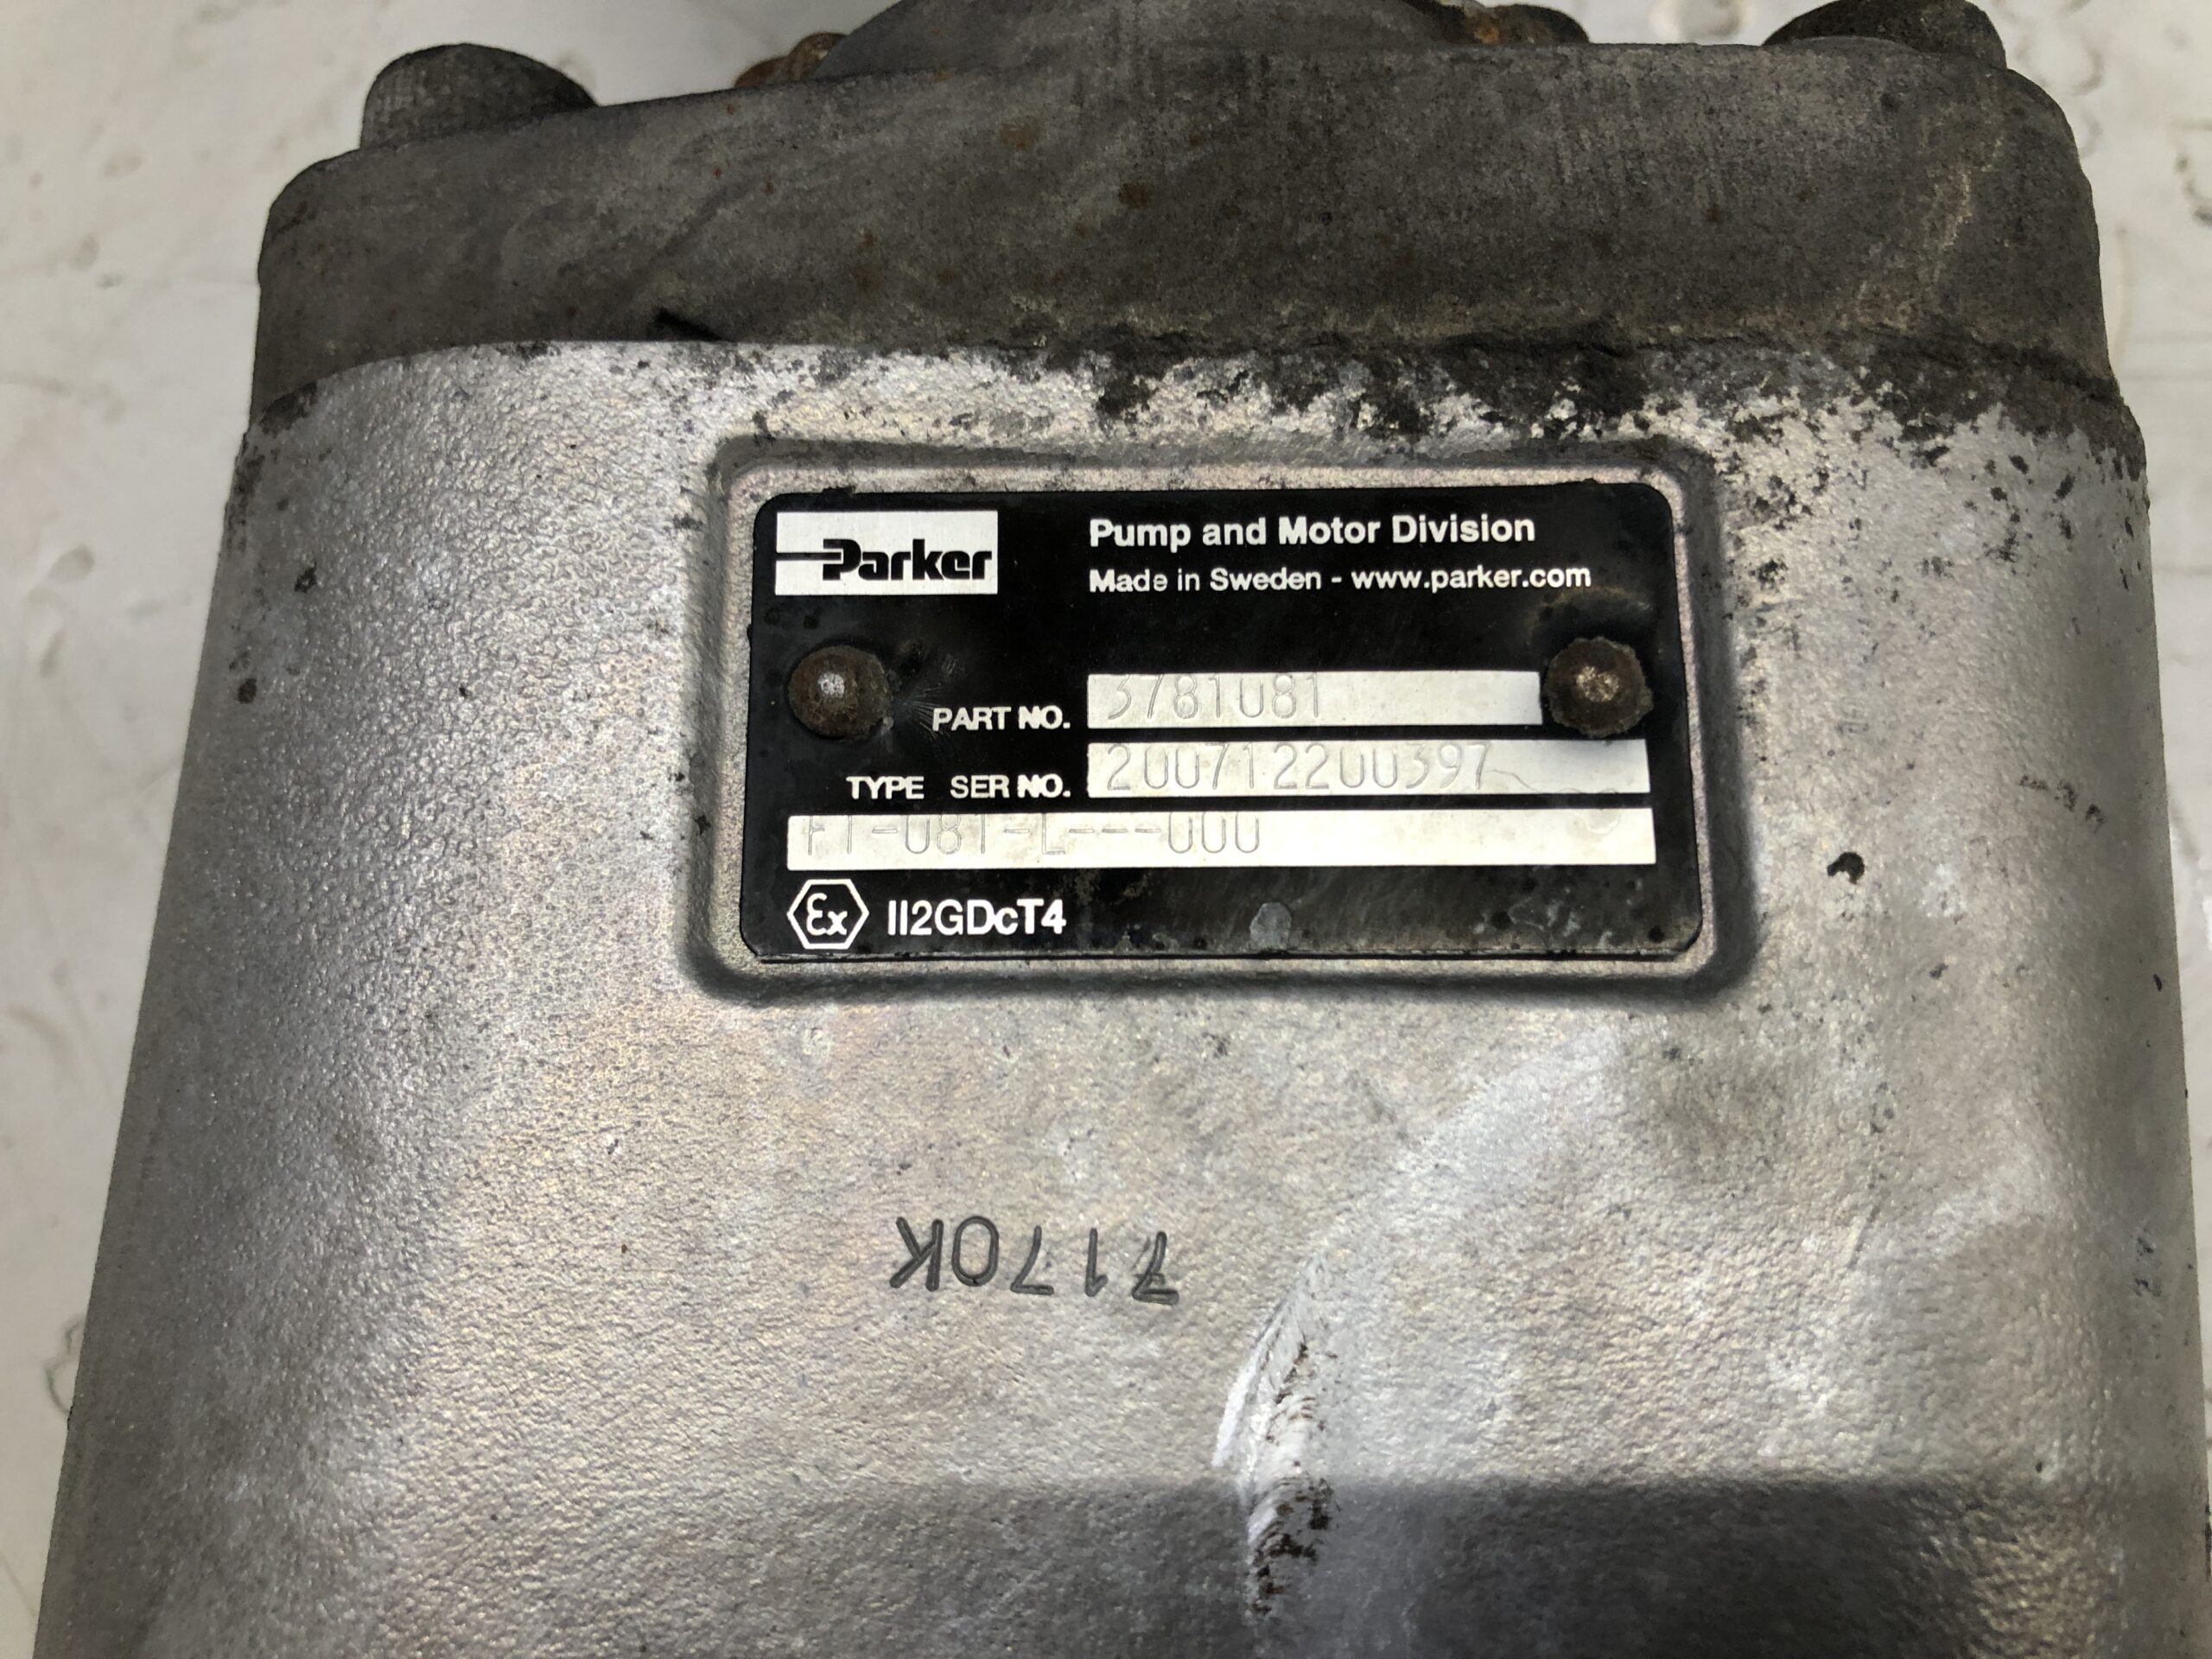 Parker
Pump and Motor Division
Made in Sweden - www.parker.com
PART NO. 3781081
TYPE SER NO. 200712200397
F1-081-L---000
Ex II2GDcT4
7170K